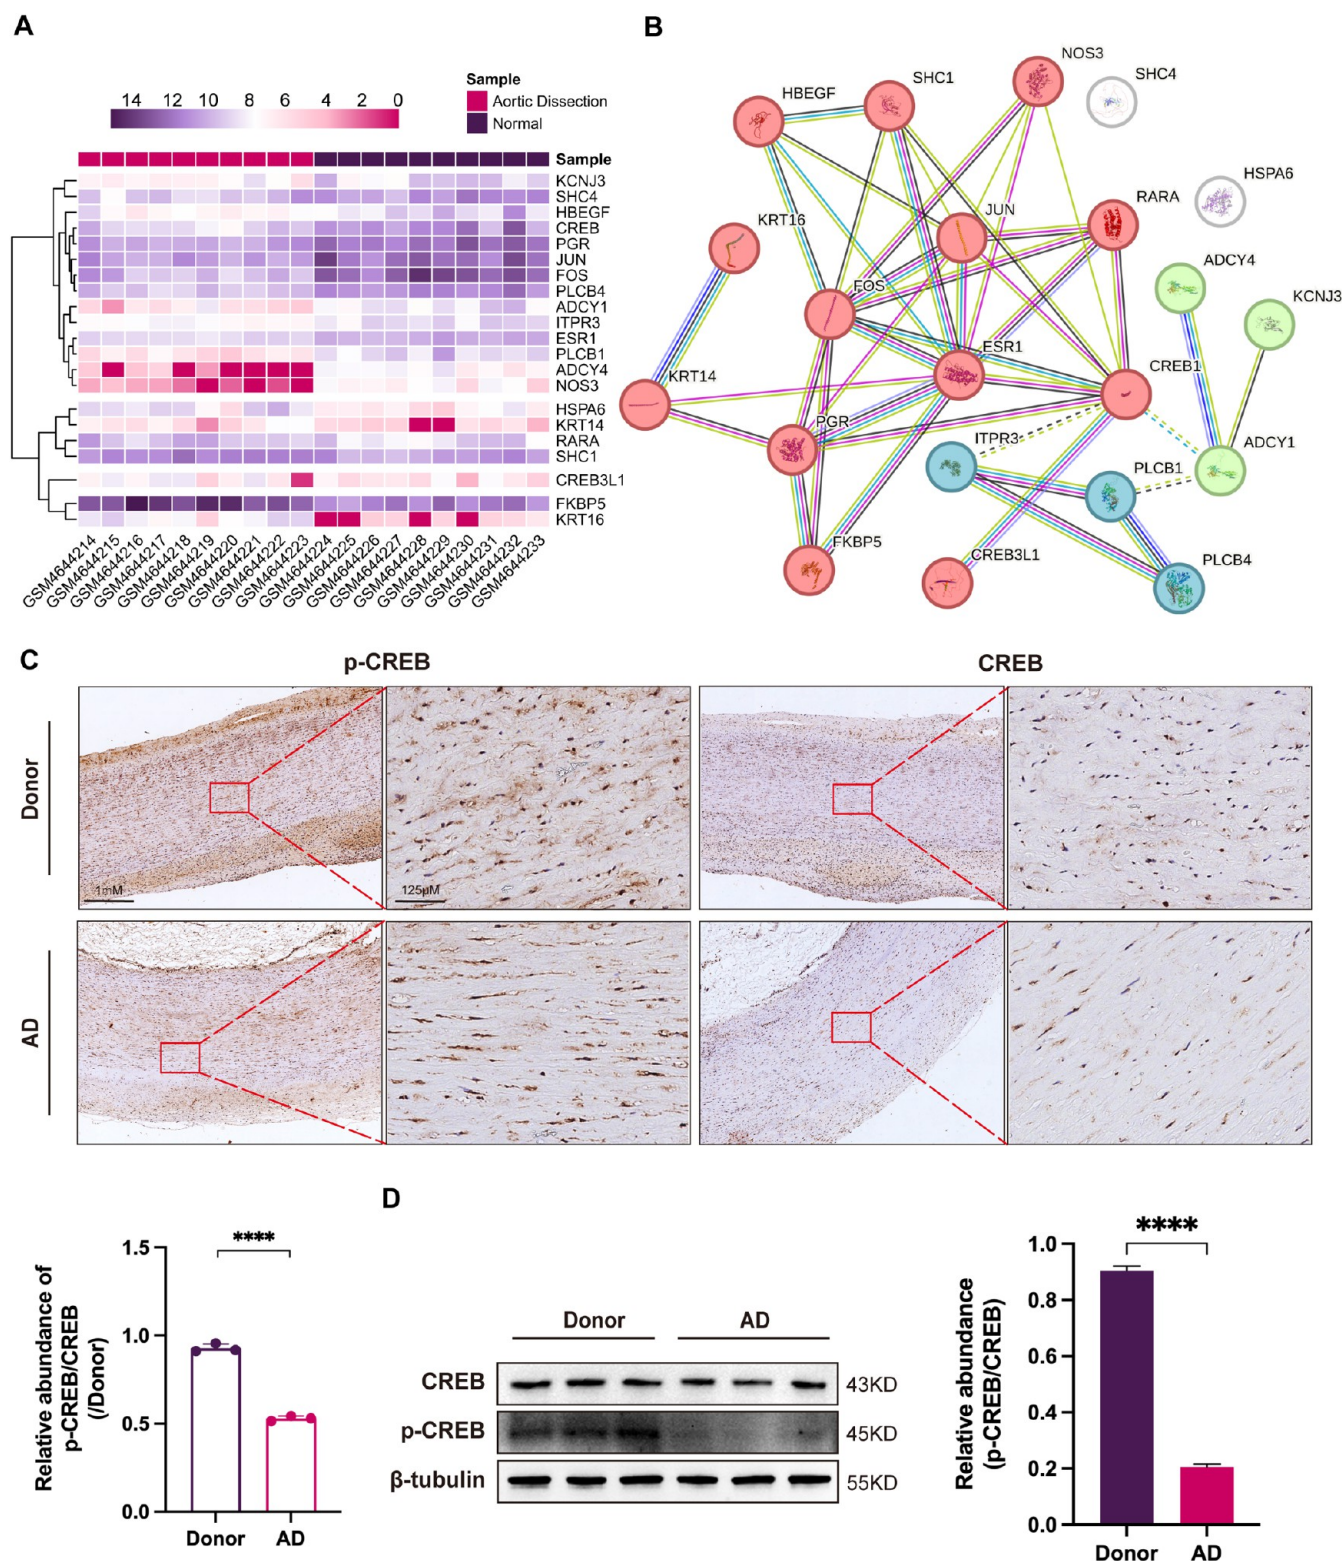 A
14 12 10 8 6 4 2 0
Sample
Aortic Dissection
Normal
Sample
KCNJ3
SHC4
HBEGF
CREB
PGR
JUN
FOS
PLCB4
ADCY1
ITPR3
ESR1
PLCB1
ADCY4
NOS3
HSPA6
KRT14
RARA
SHC1
CREB3L1
FKBP5
KRT16
GSM4644214
GSM4644215
GSM4644216
GSM4644217
GSM4644218
GSM4644219
GSM4644220
GSM4644221
GSM4644222
GSM4644223
GSM4644224
GSM4644225
GSM4644226
GSM4644227
GSM4644228
GSM4644229
GSM4644230
GSM4644231
GSM4644232
GSM4644233
B
NOS3
SHC4
SHC1
HBEGF
HSPA6
RARA
JUN
KRT16
ADCY4
FOS
KCNJ3
ESR1
CREB1
KRT14
PGR
ITPR3
ADCY1
PLCB1
FKBP5
CREB3L1
PLCB4
C
p-CREB
CREB
Donor
1mM
125μM
AD
Relative abundance of
p-CREB/CREB
(/Donor)
1.5
1.0
0.5
0.0
****
Donor
AD
D
Donor
AD
CREB
43KD
p-CREB
45KD
β-tubulin
55KD
Relative abundance
(p-CREB/CREB)
1.0
0.8
0.6
0.4
0.2
0.0
****
Donor
AD